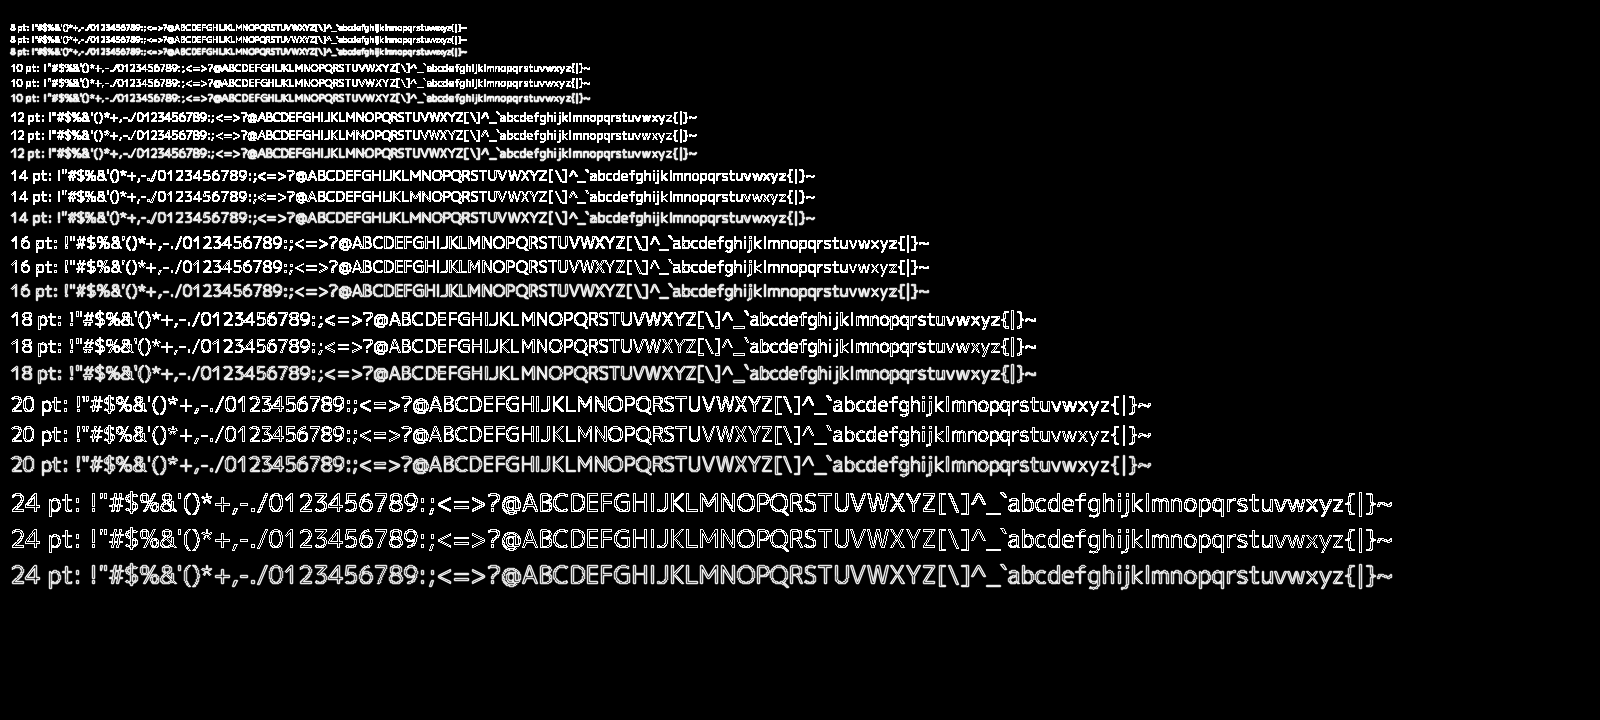 8 pt: !"#$%&'()*+,-./0123456789:;<=>?@ABCDEFGHIJKLMNOPQRSTUVWXYZ[\]^_`abcdefghijklmnopqrstuvwxyz{|}~
8 pt: !"#$%&'()*+,-./0123456789:;<=>?@ABCDEFGHIJKLMNOPQRSTUVWXYZ[\]^_`abcdefghijklmnopqrstuvwxyz{|}~
8 pt: !"#$%&'()*+,-./0123456789:;<=>?@ABCDEFGHIJKLMNOPQRSTUVWXYZ[\]^_`abcdefghijklmnopqrstuvwxyz{|}~
10 pt: !"#$%&'()*+,-./0123456789:;<=>?@ABCDEFGHIJKLMNOPQRSTUVWXYZ[\]^_`abcdefghijklmnopqrstuvwxyz{|}~
10 pt: !"#$%&'()*+,-./0123456789:;<=>?@ABCDEFGHIJKLMNOPQRSTUVWXYZ[\]^_`abcdefghijklmnopqrstuvwxyz{|}~
10 pt: !"#$%&'()*+,-./0123456789:;<=>?@ABCDEFGHIJKLMNOPQRSTUVWXYZ[\]^_`abcdefghijklmnopqrstuvwxyz{|}~
12 pt: !"#$%&'()*+,-./0123456789:;<=>?@ABCDEFGHIJKLMNOPQRSTUVWXYZ[\]^_`abcdefghijklmnopqrstuvwxyz{|}~
12 pt: !"#$%&'()*+,-./0123456789:;<=>?@ABCDEFGHIJKLMNOPQRSTUVWXYZ[\]^_`abcdefghijklmnopqrstuvwxyz{|}~
12 pt: !"#$%&'()*+,-./0123456789:;<=>?@ABCDEFGHIJKLMNOPQRSTUVWXYZ[\]^_`abcdefghijklmnopqrstuvwxyz{|}~
14 pt: !"#$%&'()*+,-./0123456789:;<=>?@ABCDEFGHIJKLMNOPQRSTUVWXYZ[\]^_`abcdefghijklmnopqrstuvwxyz{|}~
14 pt: !"#$%&'()*+,-./0123456789:;<=>?@ABCDEFGHIJKLMNOPQRSTUVWXYZ[\]^_`abcdefghijklmnopqrstuvwxyz{|}~
14 pt: !"#$%&'()*+,-./0123456789:;<=>?@ABCDEFGHIJKLMNOPQRSTUVWXYZ[\]^_`abcdefghijklmnopqrstuvwxyz{|}~
16 pt: !"#$%&'()*+,-./0123456789:;<=>?@ABCDEFGHIJKLMNOPQRSTUVWXYZ[\]^_`abcdefghijklmnopqrstuvwxyz{|}~
16 pt: !"#$%&'()*+,-./0123456789:;<=>?@ABCDEFGHIJKLMNOPQRSTUVWXYZ[\]^_`abcdefghijklmnopqrstuvwxyz{|}~
16 pt: !"#$%&'()*+,-./0123456789:;<=>?@ABCDEFGHIJKLMNOPQRSTUVWXYZ[\]^_`abcdefghijklmnopqrstuvwxyz{|}~
18 pt: !"#$%&'()*+,-./0123456789:;<=>?@ABCDEFGHIJKLMNOPQRSTUVWXYZ[\]^_`abcdefghijklmnopqrstuvwxyz{|}~
18 pt: !"#$%&'()*+,-./0123456789:;<=>?@ABCDEFGHIJKLMNOPQRSTUVWXYZ[\]^_`abcdefghijklmnopqrstuvwxyz{|}~
18 pt: !"#$%&'()*+,-./0123456789:;<=>?@ABCDEFGHIJKLMNOPQRSTUVWXYZ[\]^_`abcdefghijklmnopqrstuvwxyz{|}~
20 pt: !"#$%&'()*+,-./0123456789:;<=>?@ABCDEFGHIJKLMNOPQRSTUVWXYZ[\]^_`abcdefghijklmnopqrstuvwxyz{|}~
20 pt: !"#$%&'()*+,-./0123456789:;<=>?@ABCDEFGHIJKLMNOPQRSTUVWXYZ[\]^_`abcdefghijklmnopqrstuvwxyz{|}~
20 pt: !"#$%&'()*+,-./0123456789:;<=>?@ABCDEFGHIJKLMNOPQRSTUVWXYZ[\]^_`abcdefghijklmnopqrstuvwxyz{|}~
24 pt: !"#$%&'()*+,-./0123456789:;<=>?@ABCDEFGHIJKLMNOPQRSTUVWXYZ[\]^_`abcdefghijklmnopqrstuvwxyz{|}~
24 pt: !"#$%&'()*+,-./0123456789:;<=>?@ABCDEFGHIJKLMNOPQRSTUVWXYZ[\]^_`abcdefghijklmnopqrstuvwxyz{|}~
24 pt: !"#$%&'()*+,-./0123456789:;<=>?@ABCDEFGHIJKLMNOPQRSTUVWXYZ[\]^_`abcdefghijklmnopqrstuvwxyz{|}~